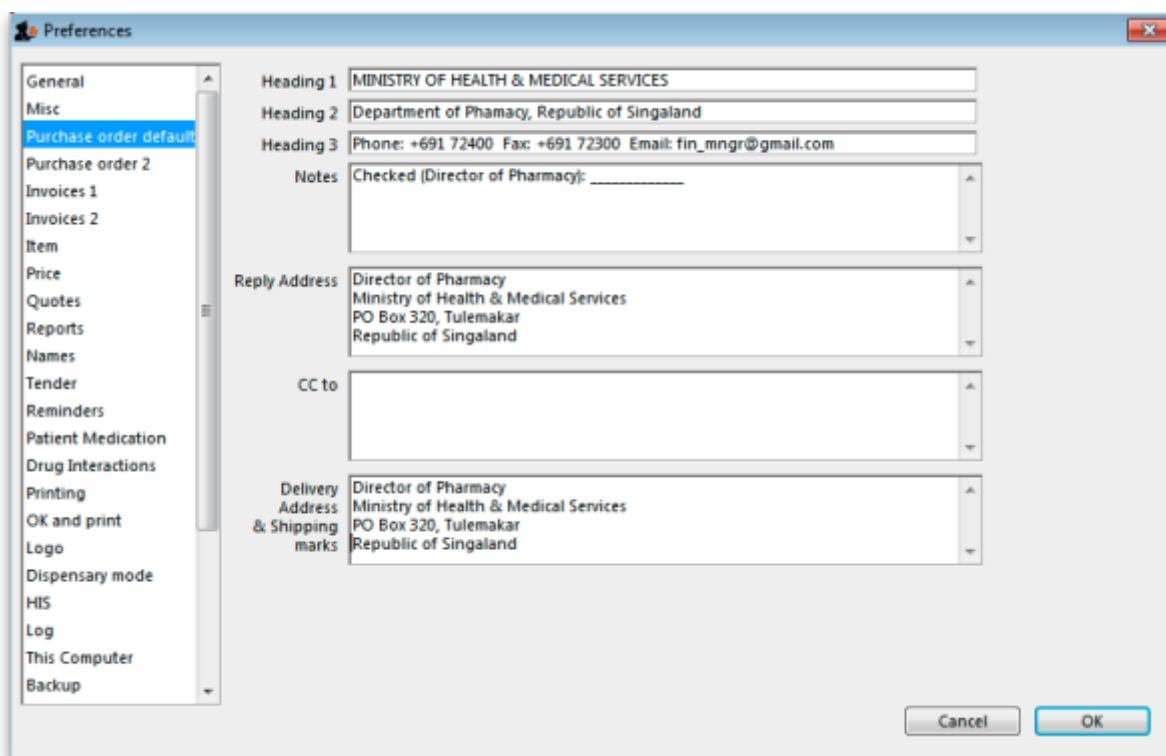 Preferences
General
Misc
Purchase order default
Purchase order 2
Invoices 1
Invoices 2
Item
Price
Quotes
Reports
Names
Tender
Reminders
Patient Medication
Drug Interactions
Printing
OK and print
Logo
Dispensary mode
HIS
Log
This Computer
Backup
Heading 1 MINISTRY OF HEALTH & MEDICAL SERVICES
Heading 2 Department of Phamacy, Republic of Singaland
Heading 3 Phone: +691 72400 Fax: +691 72300 Email: fin_mngr@gmail.com
Notes Checked (Director of Pharmacy): _____________
Reply Address Director of Pharmacy
Ministry of Health & Medical Services
PO Box 320, Tulemakar
Republic of Singaland
CC to
Delivery Director of Pharmacy
Address Ministry of Health & Medical Services
& Shipping PO Box 320, Tulemakar
marks Republic of Singaland
Cancel OK